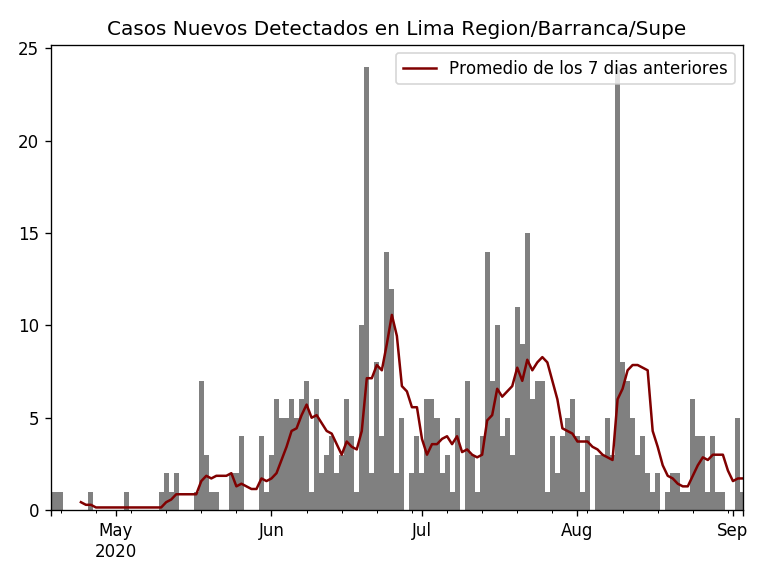 Casos Nuevos Detectados en Lima Region/Barranca/Supe
Promedio de los 7 dias anteriores
25
20
15
10
5
0
May
2020
Jun
Jul
Aug
Sep